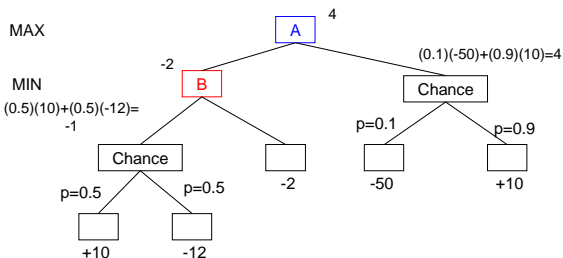 MAX
A
4
-2
(0.1)(-50)+(0.9)(10)=4
MIN
B
Chance
(0.5)(10)+(0.5)(-12)=
-1
p=0.1
p=0.9
Chance
p=0.5
p=0.5
-2
-50
+10
+10
-12